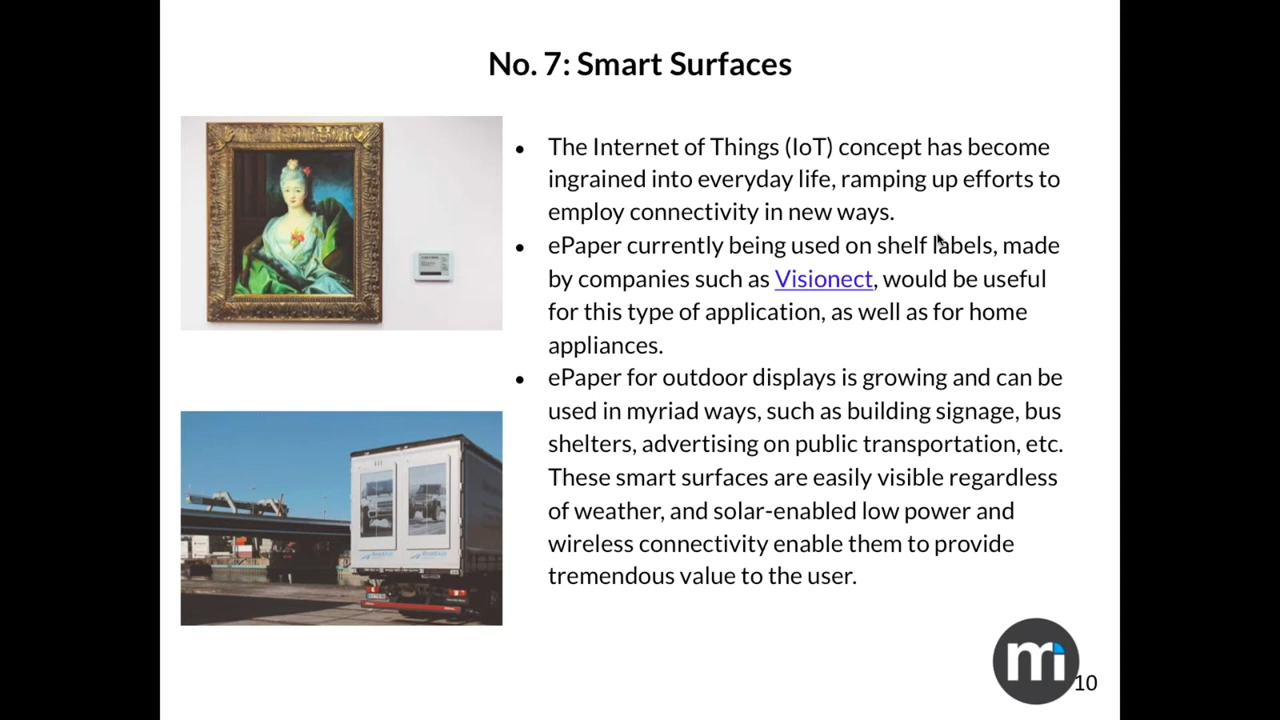 No. 7: Smart Surfaces
• The Internet of Things (IoT) concept has become
ingrained into everyday life, ramping up efforts to
employ connectivity in new ways.
• ePaper currently being used on shelf labels, made
by companies such as Visionect, would be useful
for this type of application, as well as for home
appliances.
• ePaper for outdoor displays is growing and can be
used in myriad ways, such as building signage, bus
shelters, advertising on public transportation, etc.
These smart surfaces are easily visible regardless
of weather, and solar-enabled low power and
wireless connectivity enable them to provide
tremendous value to the user.
mi
10